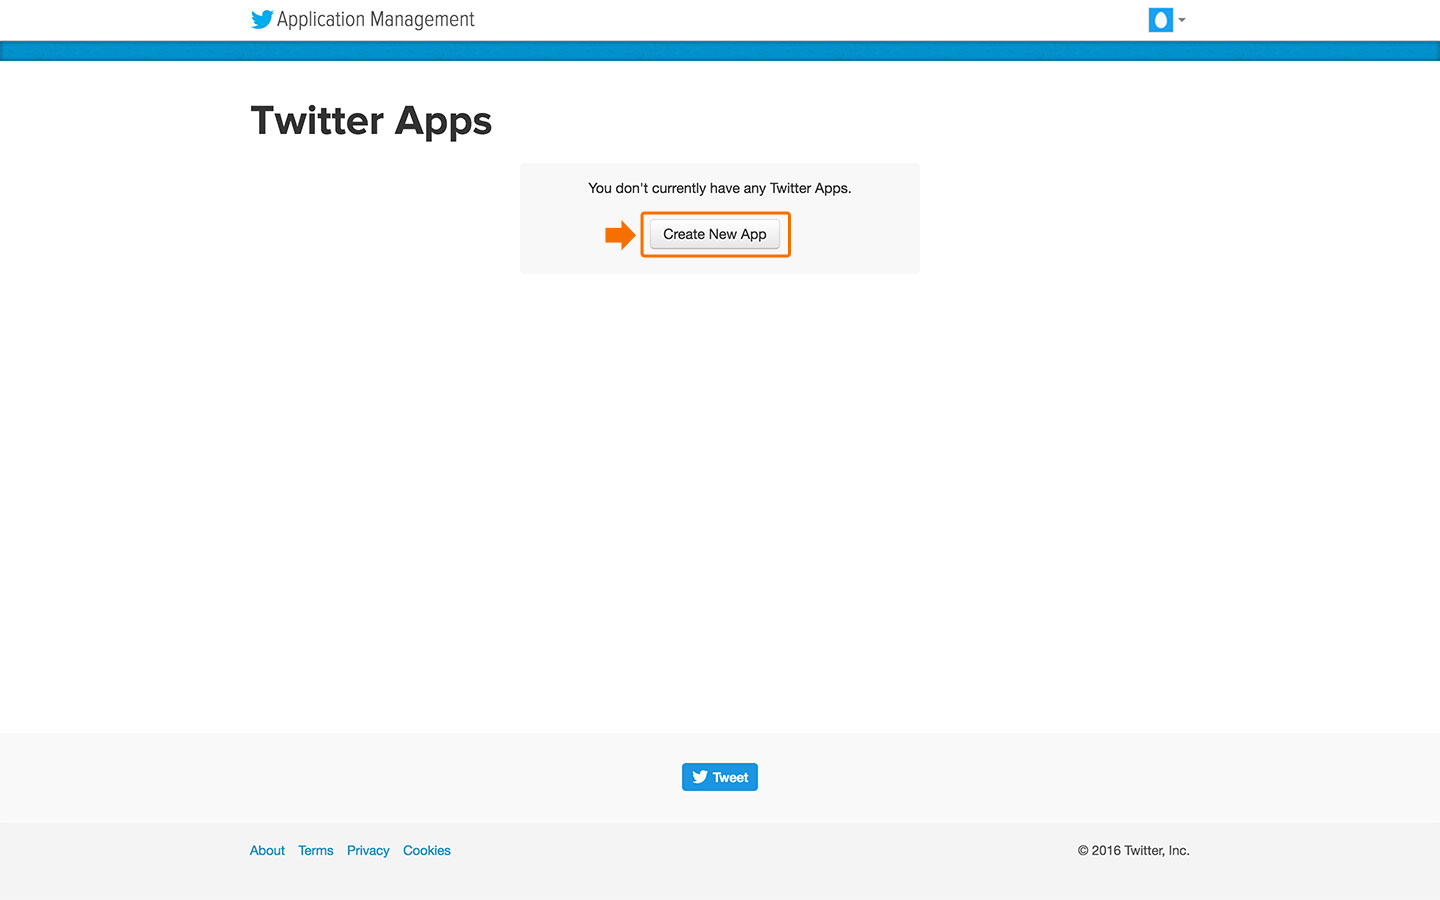 Application Management
Twitter Apps
You don't currently have any Twitter Apps.
Create New App
Tweet
About Terms Privacy Cookies
© 2016 Twitter, Inc.